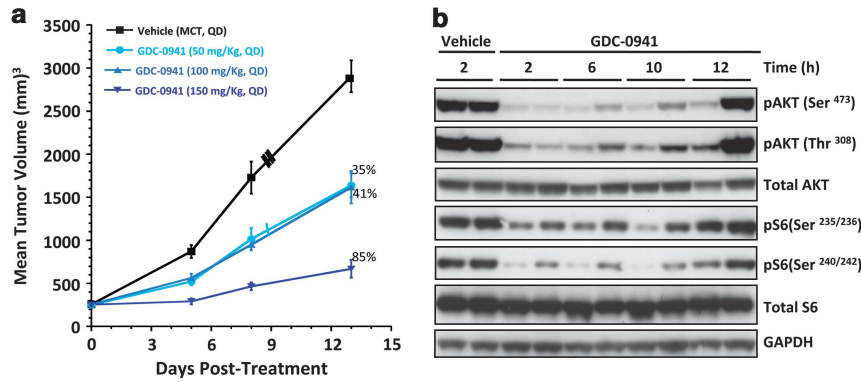 a
Mean Tumor Volume (mm)³
3500
3000
2500
2000
1500
1000
500
0
Vehicle (MCT, QD)
GDC-0941 (50 mg/Kg, QD)
GDC-0941 (100 mg/Kg, QD)
GDC-0941 (150 mg/Kg, QD)
35%
41%
85%
0 3 6 9 12 15
Days Post-Treatment
b
Vehicle GDC-0941
2 2 6 10 12 Time (h)
pAKT (Ser ⁴⁷³)
pAKT (Thr ³⁰⁸)
Total AKT
pS6(Ser ²³⁵/²³⁶)
pS6(Ser ²⁴⁰/²⁴²)
Total S6
GAPDH